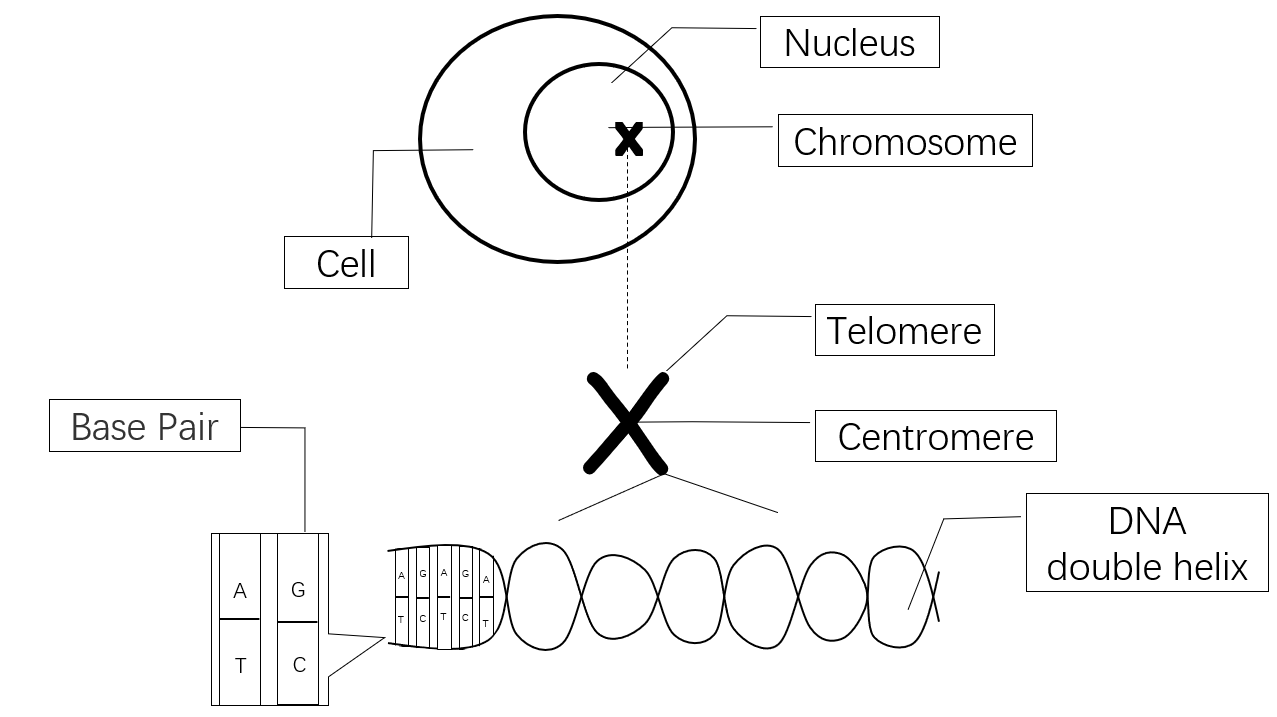 Nucleus
Chromosome
Cell
Telomere
Base Pair
Centromere
DNA
double helix
A G
T C
A G A G A
T C T C T